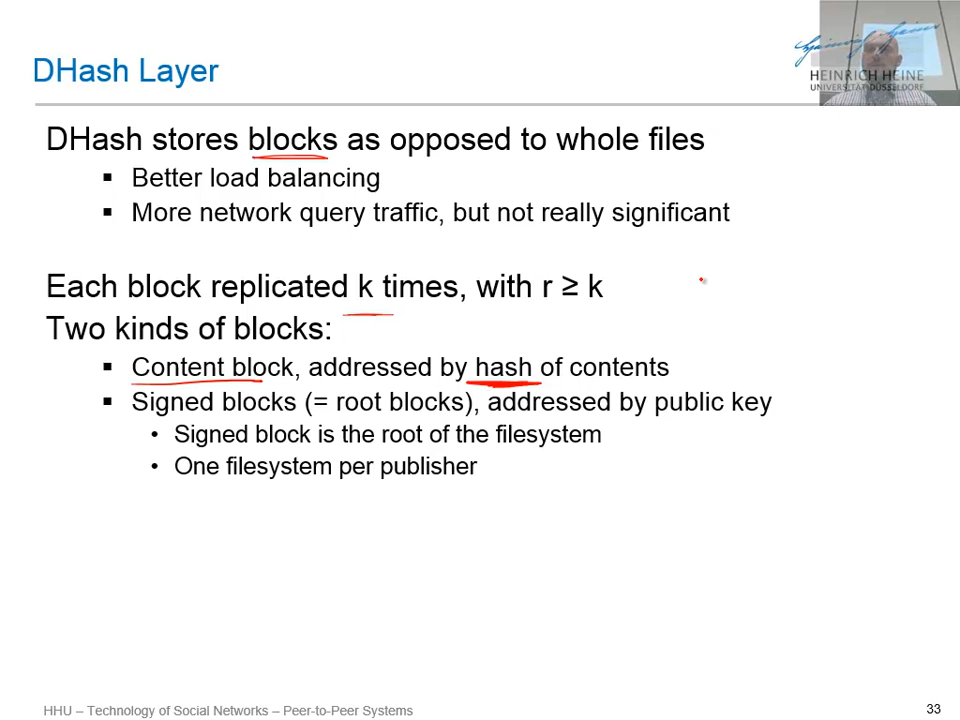 DHash Layer
HEINRICH HEINE
UNIVERSITÄT DÜSSELDORF
DHash stores blocks as opposed to whole files
▪ Better load balancing
▪ More network query traffic, but not really significant
Each block replicated k times, with r ≥ k
Two kinds of blocks:
▪ Content block, addressed by hash of contents
▪ Signed blocks (= root blocks), addressed by public key
• Signed block is the root of the filesystem
• One filesystem per publisher
HHU – Technology of Social Networks – Peer-to-Peer Systems
33